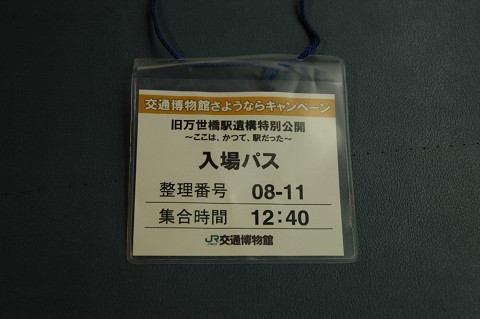 交通博物館さようならキャンペーン
旧万世橋駅遺構特別公開
～ここは、かつて、駅だった～
入場パス
整理番号 08-11
集合時間 12:40
JR交通博物館